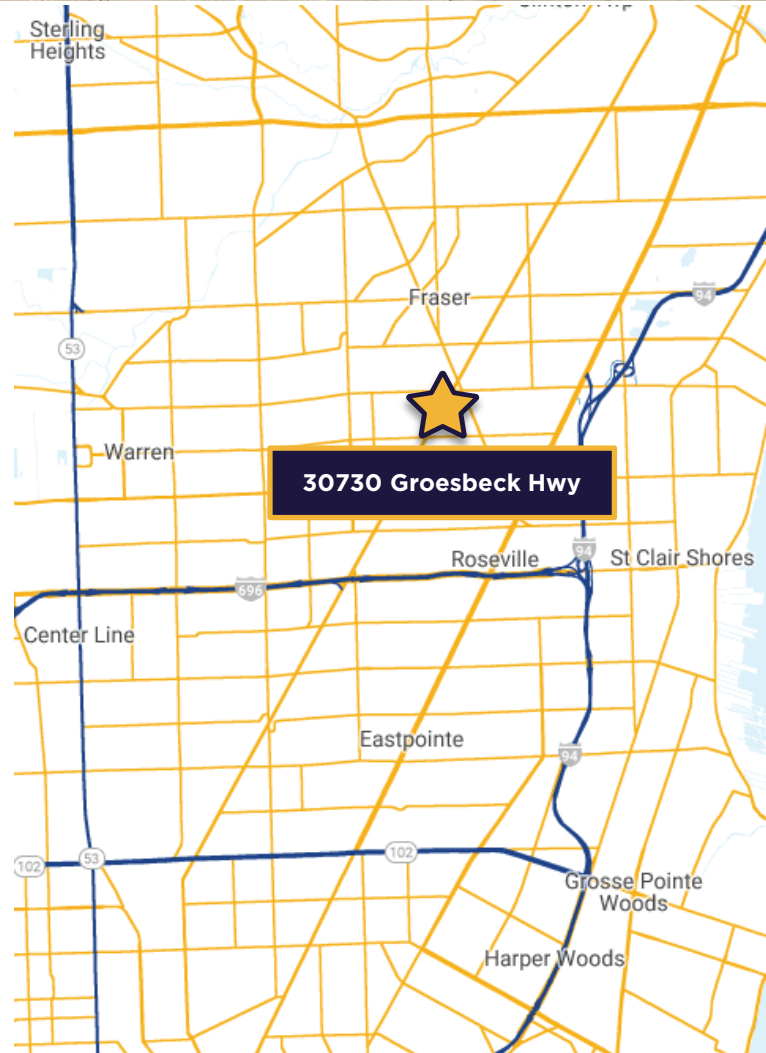 Sterling
Heights
Fraser
94
53
Warren
30730 Groesbeck Hwy
94
Roseville
St Clair Shores
696
Center Line
Eastpointe
94
102
53
102
Grosse Pointe
Woods
Harper Woods